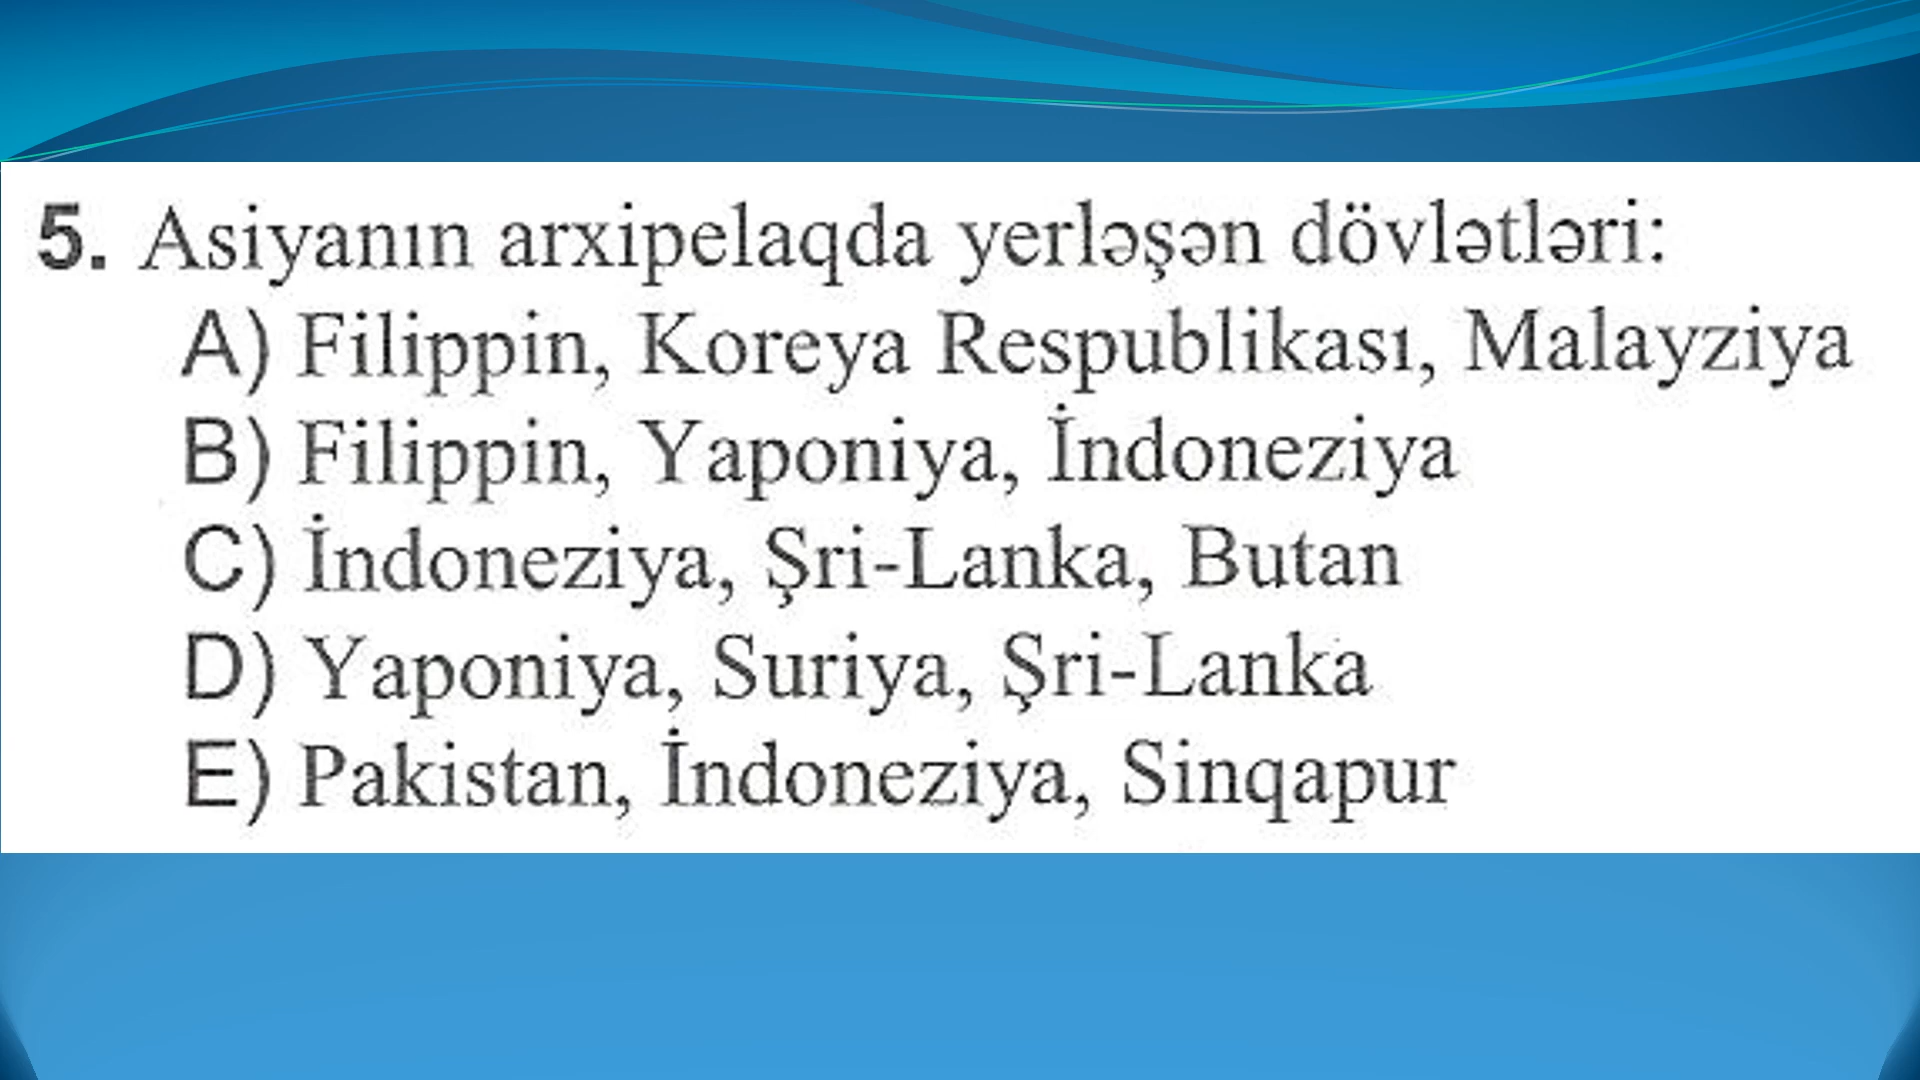 5. Asiyanın arxipelaqda yerləşən dövlətləri:
A) Filippin, Koreya Respublikası, Malayziya
B) Filippin, Yaponiya, İndoneziya
C) İndoneziya, Şri-Lanka, Butan
D) Yaponiya, Suriya, Şri-Lanka
E) Pakistan, İndoneziya, Sinqapur